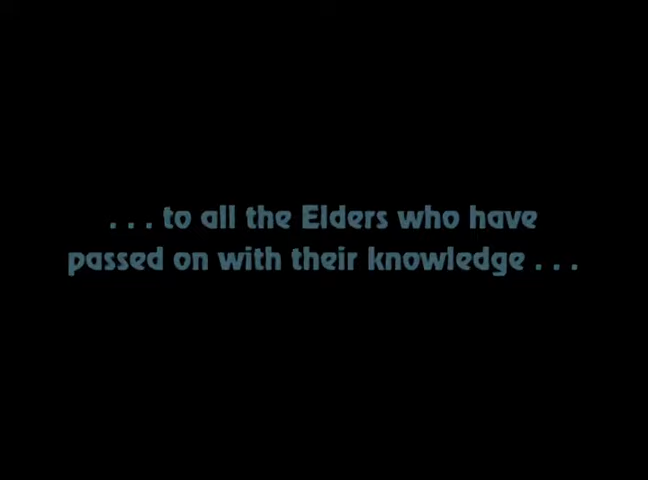 . . . to all the Elders who have
passed on with their knowledge . . .